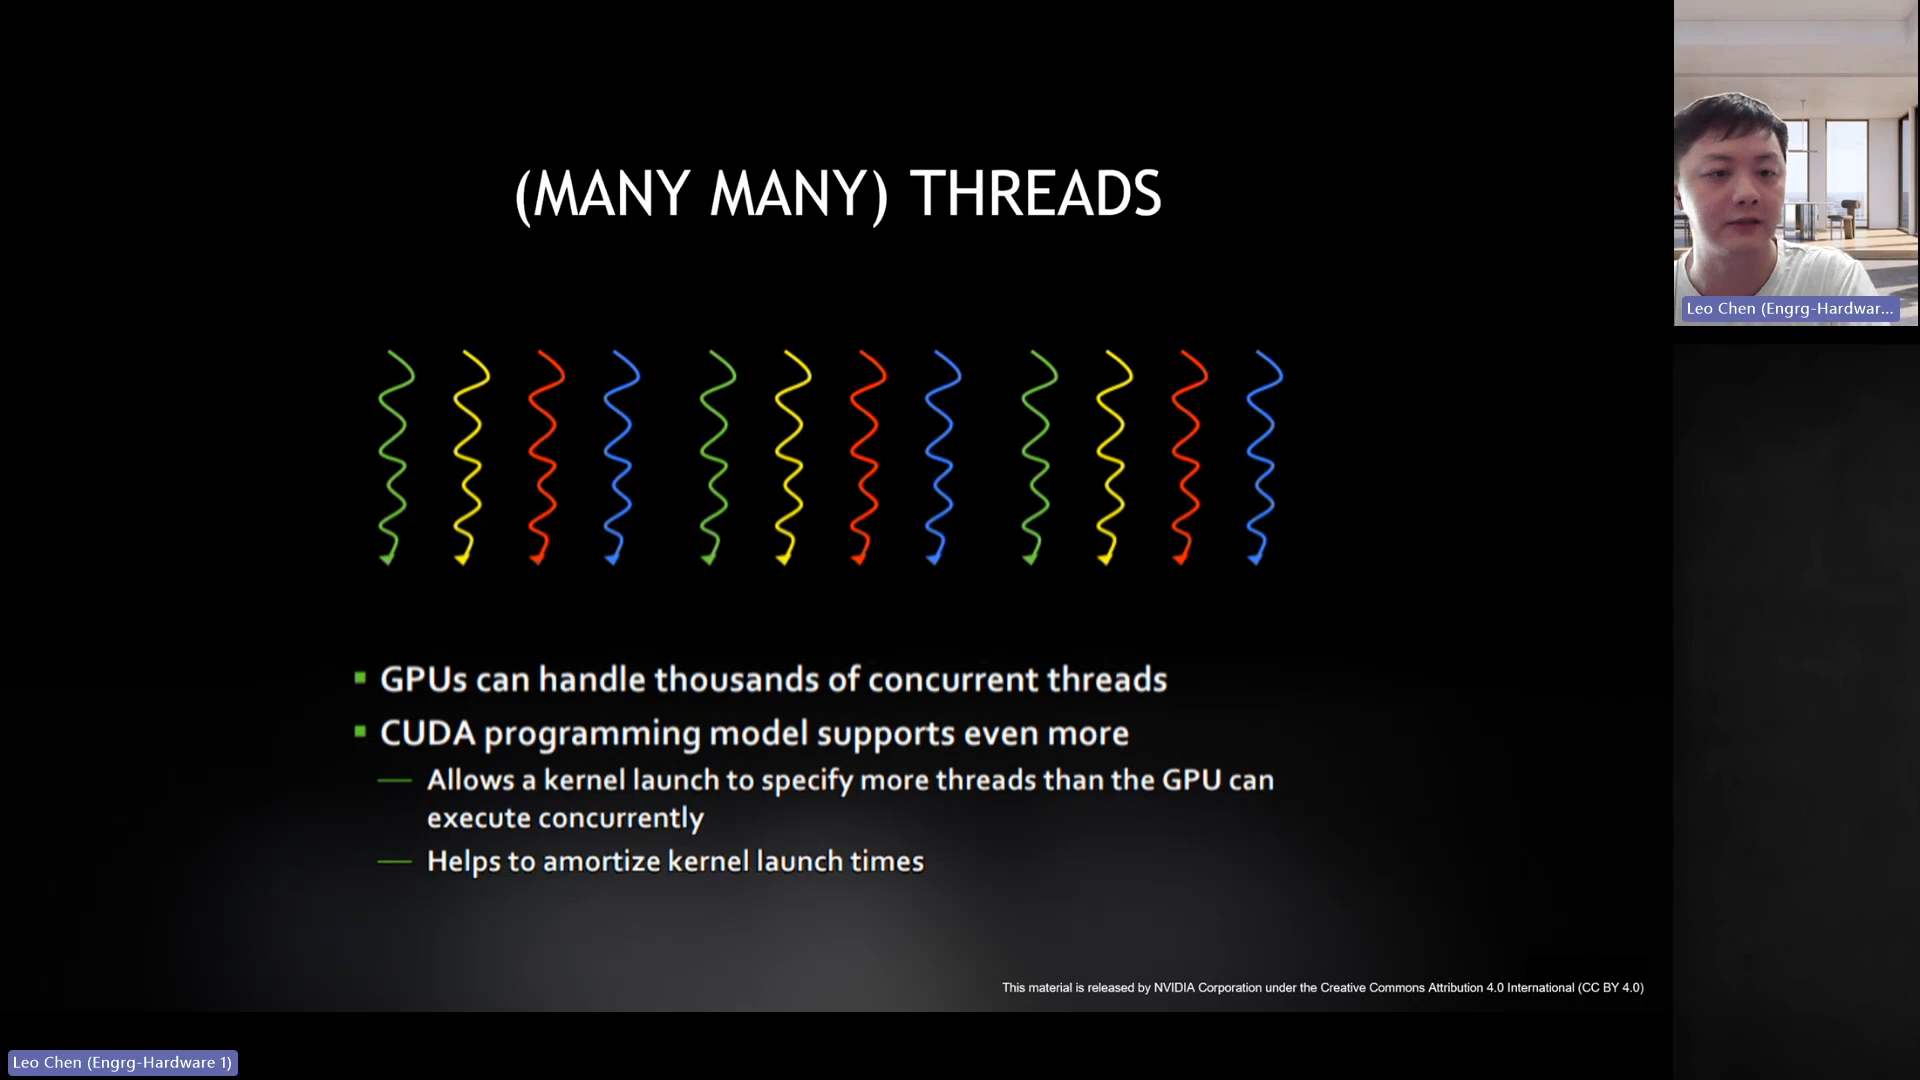 (MANY MANY) THREADS
GPUs can handle thousands of concurrent threads
CUDA programming model supports even more
Allows a kernel launch to specify more threads than the GPU can
execute concurrently
Helps to amortize kernel launch times
This material is released by NVIDIA Corporation under the Creative Commons Attribution 4.0 International (CC BY 4.0)
Leo Chen (Engrg-Hardwar...
Leo Chen (Engrg-Hardware 1)